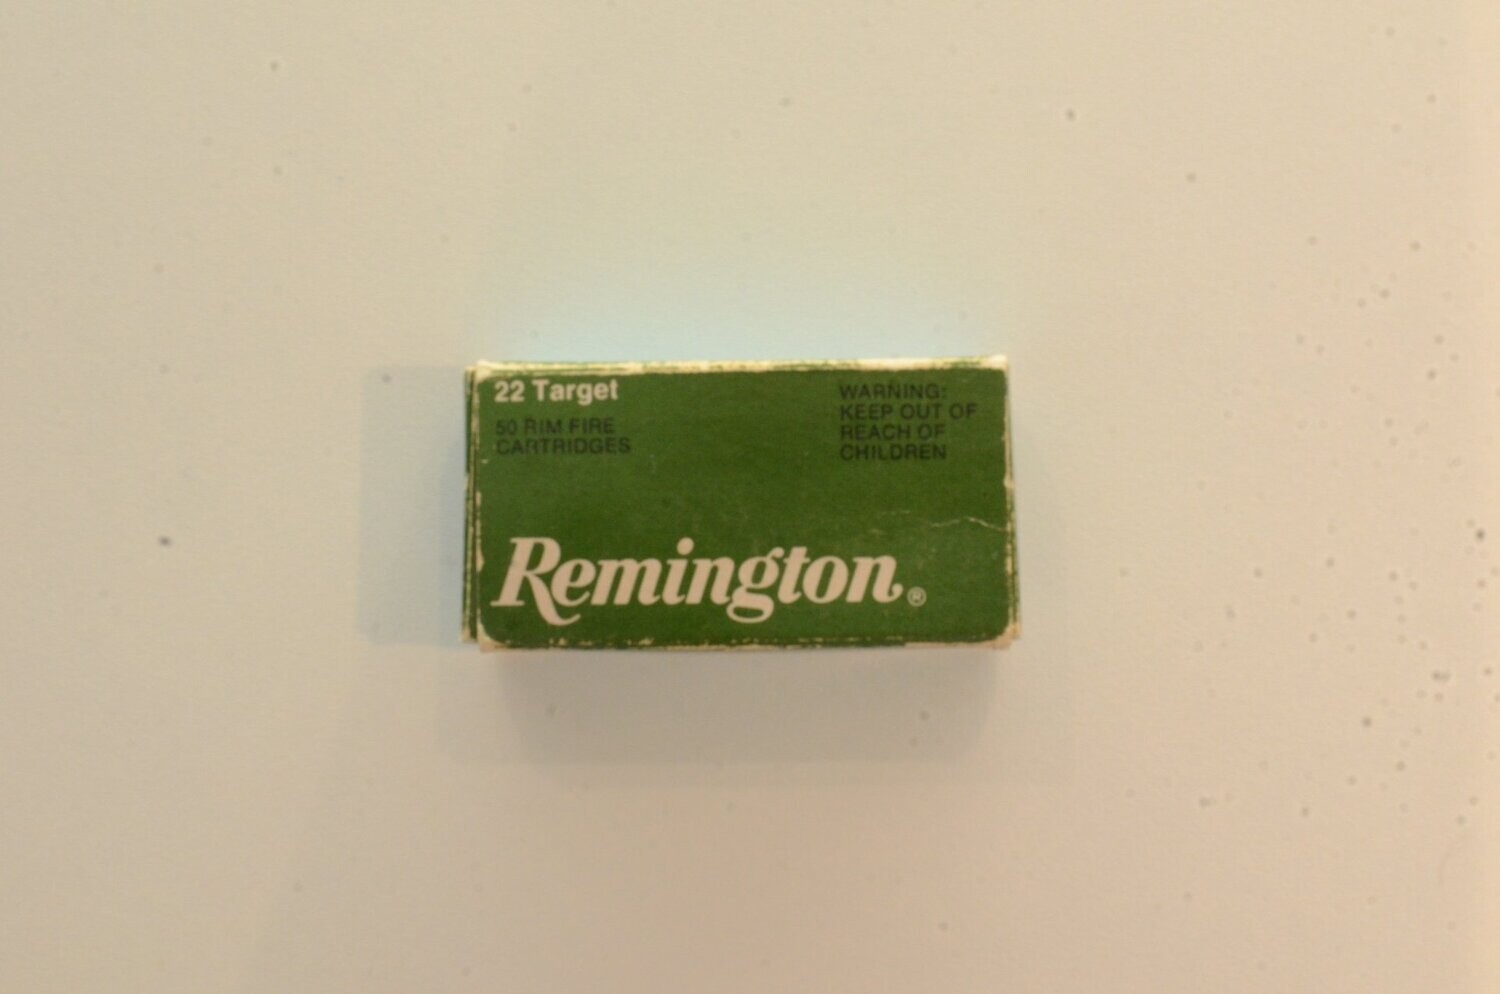 22 Target
50 RIM FIRE
CARTRIDGES
WARNING:
KEEP OUT OF
REACH OF
CHILDREN
Remington®